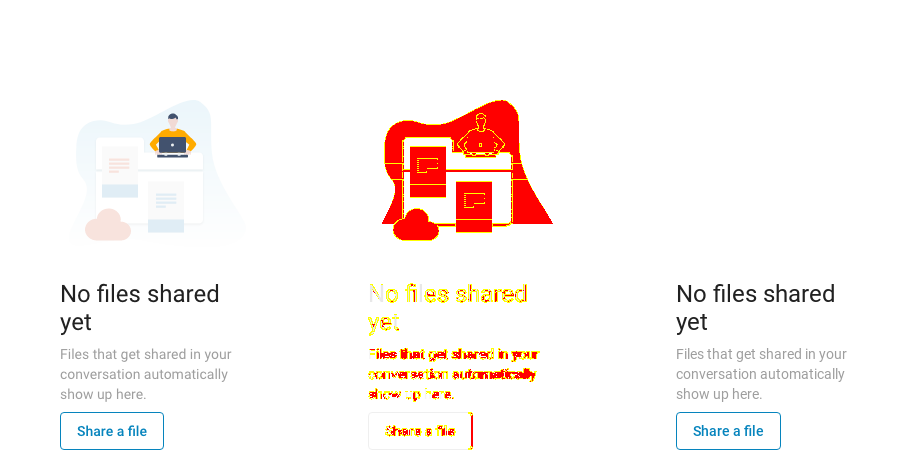 No files shared
yet
Files that get shared in your
conversation automatically
show up here.
Share a file
No files shared
yet
Files that get shared in your
conversation automatically
show up here.
Share a file
No files shared
yet
Files that get shared in your
conversation automatically
show up here.
Share a file